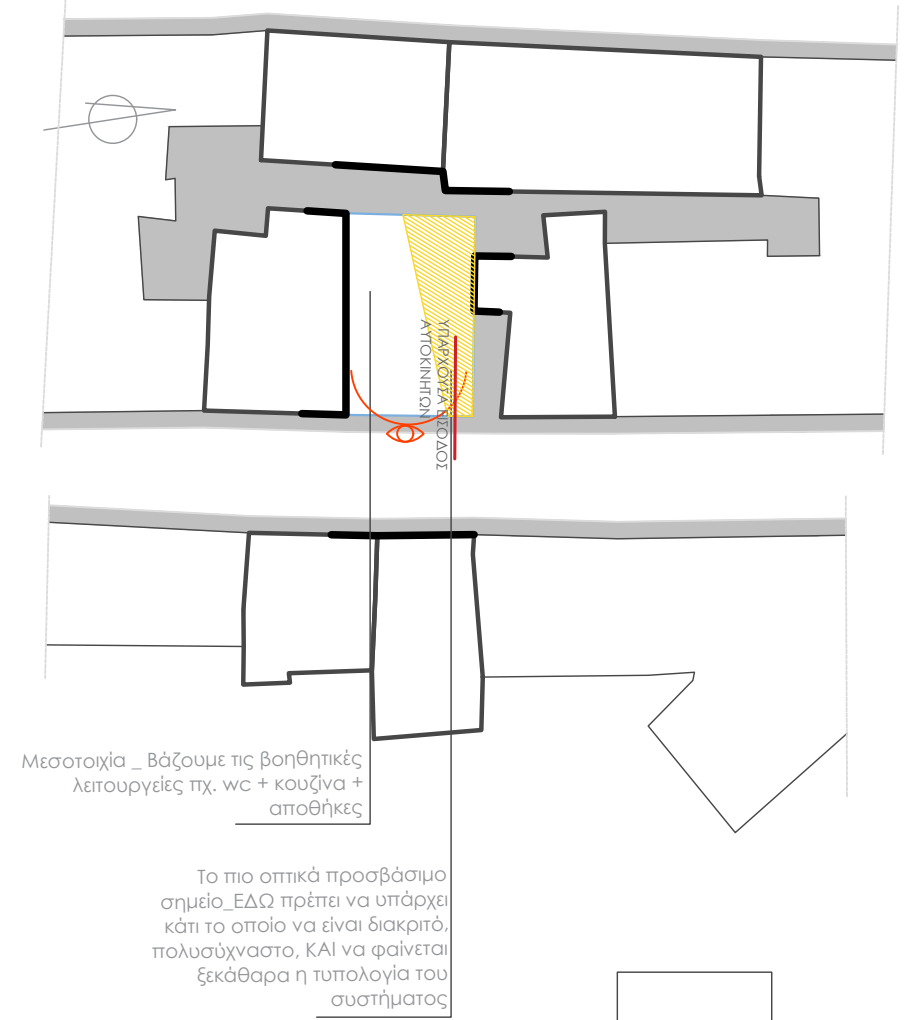 ΥΠΑΡΧΟΥΣΑ ΕΙΣΟΔΟΣ
ΑΥΤΟΚΙΝΗΤΩΝ
Μεσοτοιχία _ Βάζουμε τις βοηθητικές
λειτουργείες πχ. wc + κουζίνα +
αποθήκες
Το πιο οπτικά προσβάσιμο
σημείο_ΕΔΩ πρέπει να υπάρχει
κάτι το οποίο να είναι διακριτό,
πολυσύχναστο, ΚΑΙ να φαίνεται
ξεκάθαρα η τυπολογία του
συστήματος